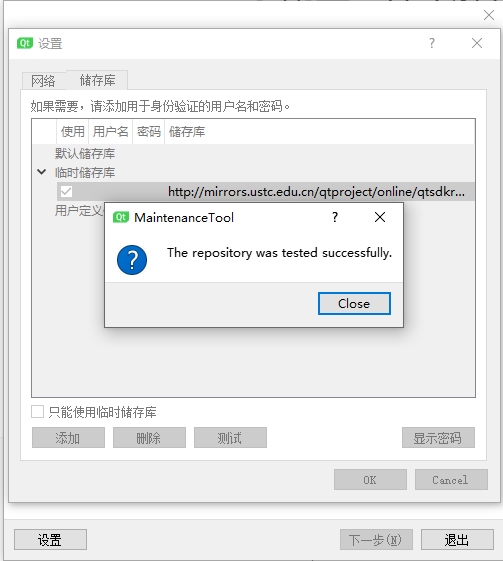 Qt 设置
?
网络 储存库
如果需要，请添加用于身份验证的用户名和密码。
使用 用户名 密码 储存库
默认储存库
临时储存库
http://mirrors.ustc.edu.cn/qtproject/online/qtsdkr...
用户定义
Qt MaintenanceTool
?
The repository was tested successfully.
Close
只能使用临时储存库
添加 删除 测试 显示密码
OK Cancel
设置 下一步(N) 退出